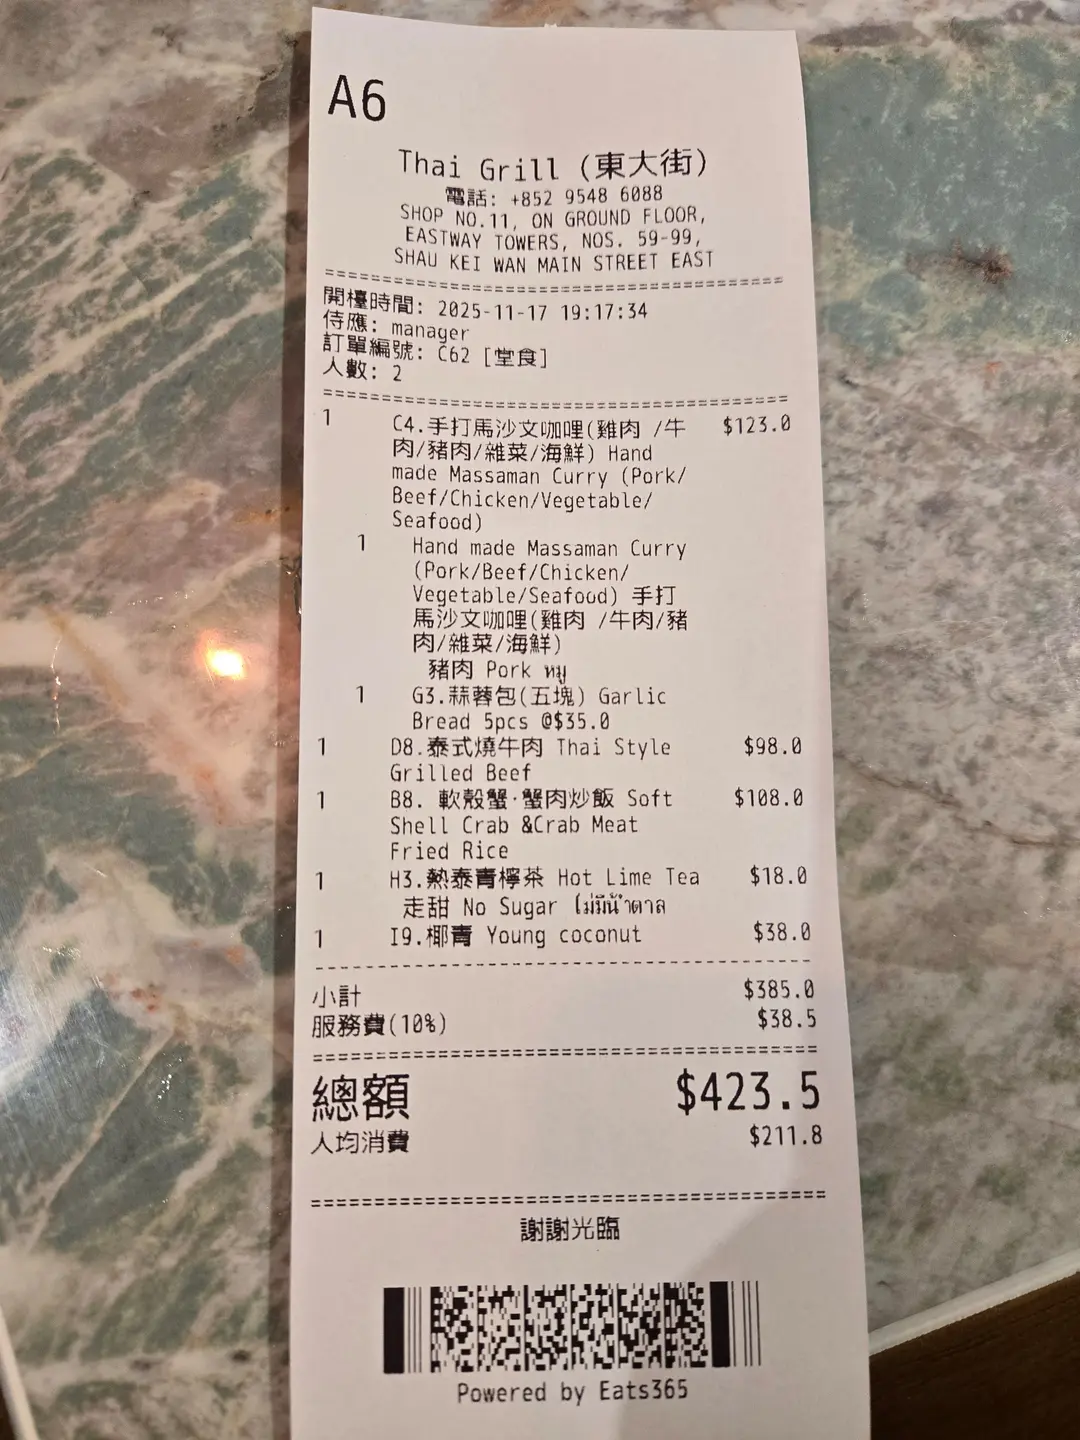 A6
Thai Grill (東大街)
電話: +852 9548 6088
SHOP NO.11, ON GROUND FLOOR,
EASTWAY TOWERS, NOS. 59-99,
SHAU KEI WAN MAIN STREET EAST
開檯時間: 2025-11-17 19:17:34
侍應: manager
訂單編號: C62 [堂食]
人數: 2
1 C4.手打馬沙文咖哩(雞肉 /牛 $123.0
肉/豬肉/雜菜/海鮮) Hand
made Massaman Curry (Pork/
Beef/Chicken/Vegetable/
Seafood)
1 Hand made Massaman Curry
(Pork/Beef/Chicken/
Vegetable/Seafood) 手打
馬沙文咖哩(雞肉 /牛肉/豬
肉/雜菜/海鮮)
豬肉 Pork หมู
1 G3.蒜蓉包(五塊) Garlic
Bread 5pcs @$35.0
1 D8.泰式燒牛肉 Thai Style $98.0
Grilled Beef
1 B8. 軟殼蟹·蟹肉炒飯 Soft $108.0
Shell Crab &Crab Meat
Fried Rice
1 H3.熱泰青檸茶 Hot Lime Tea $18.0
走甜 No Sugar ไม่มีน้ำตาล
1 I9.椰青 Young coconut $38.0
小計 $385.0
服務費(10%) $38.5
總額 $423.5
人均消費 $211.8
謝謝光臨
Powered by Eats365